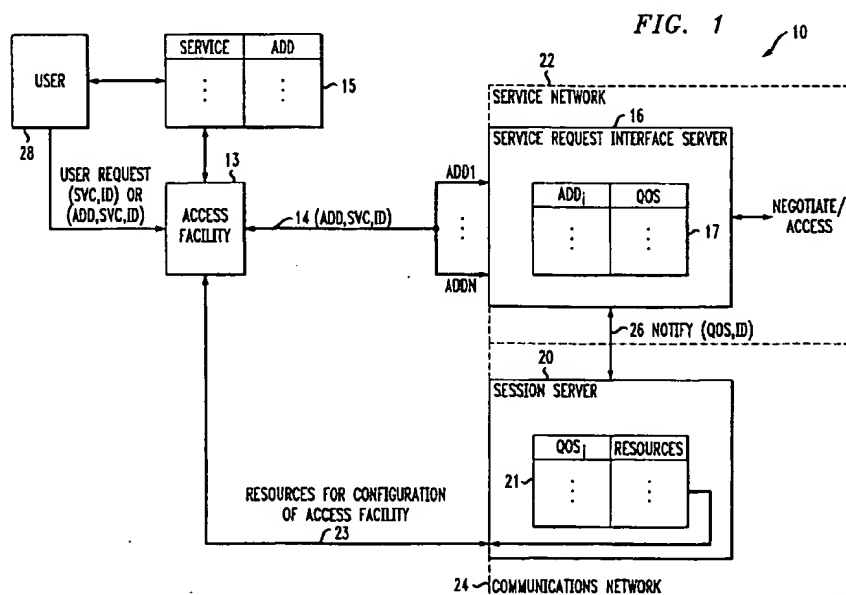 FIG. 1
10
SERVICE ADD
USER
15
28
22
SERVICE NETWORK
16
SERVICE REQUEST INTERFACE SERVER
USER REQUEST
(SVC,ID) OR
(ADD,SVC,ID)
13
ACCESS
FACILITY
14 (ADD,SVC,ID)
ADD1
ADDN
ADDi QOS
17
NEGOTIATE/
ACCESS
26 NOTIFY (QOS,ID)
20
SESSION SERVER
QOSj RESOURCES
21
RESOURCES FOR CONFIGURATION
OF ACCESS FACILITY
23
24
COMMUNICATIONS NETWORK